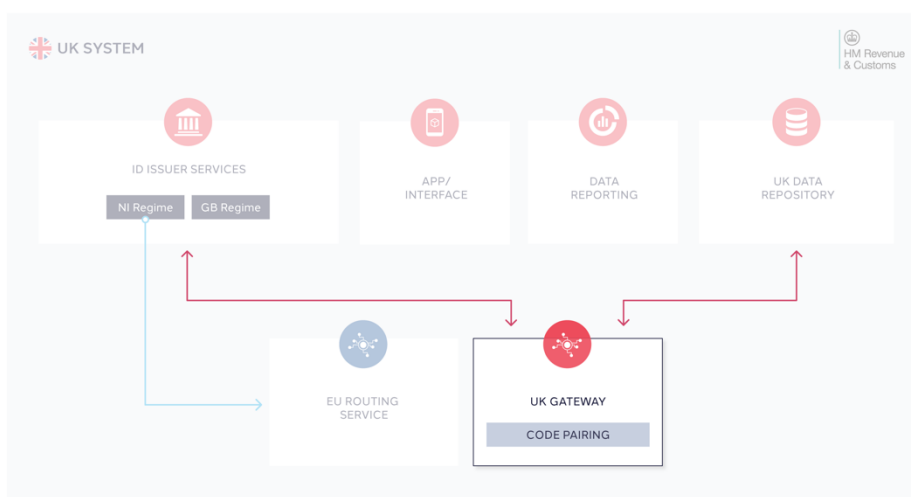 UK SYSTEM
HM Revenue
& Customs
ID ISSUER SERVICES
NI Regime
GB Regime
APP/
INTERFACE
DATA
REPORTING
UK DATA
REPOSITORY
EU ROUTING
SERVICE
UK GATEWAY
CODE PAIRING